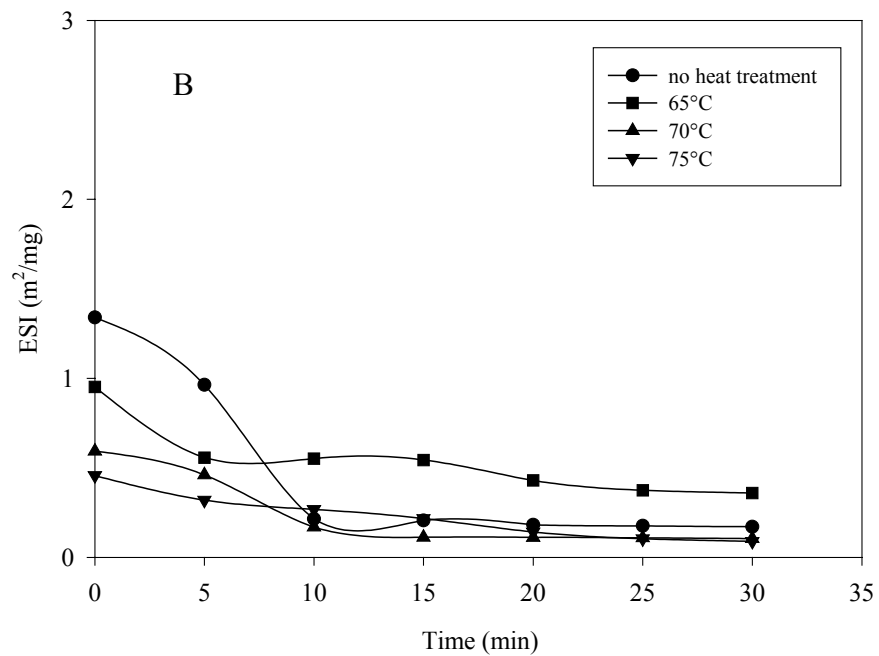 3
B
no heat treatment
65°C
70°C
75°C
2
ESI (m²/mg)
1
0
0 5 10 15 20 25 30 35
Time (min)